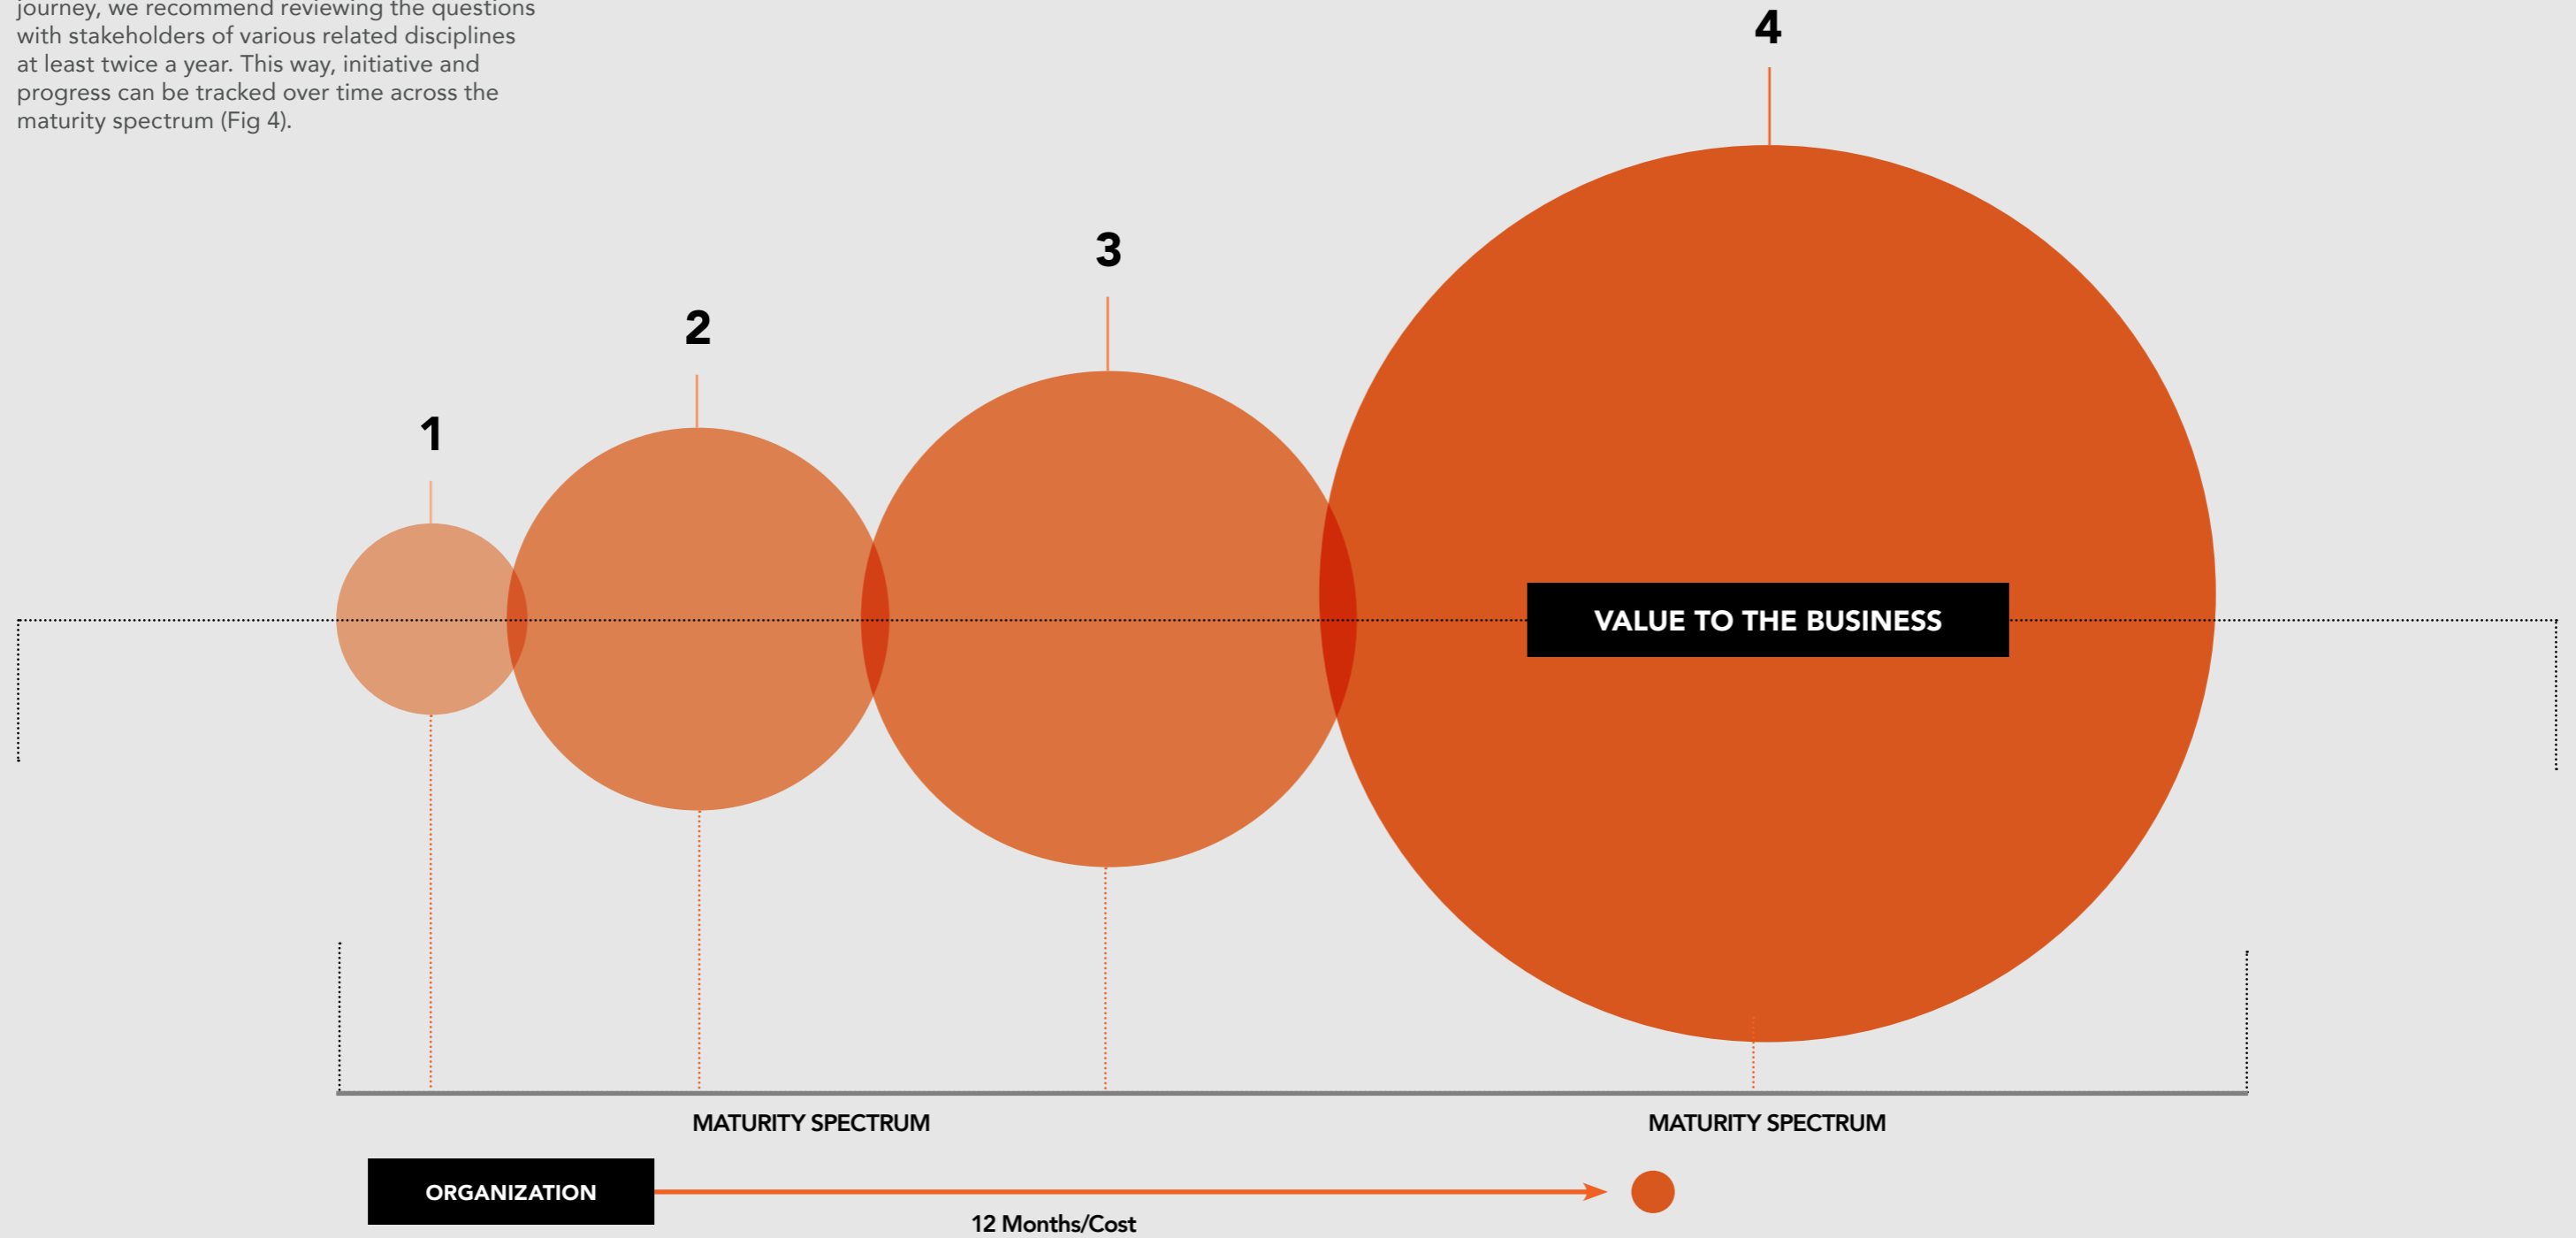 journey, we recommend reviewing the questions
with stakeholders of various related disciplines
at least twice a year. This way, initiative and
progress can be tracked over time across the
maturity spectrum (Fig 4).
1
2
3
4
VALUE TO THE BUSINESS
MATURITY SPECTRUM
MATURITY SPECTRUM
ORGANIZATION
12 Months/Cost